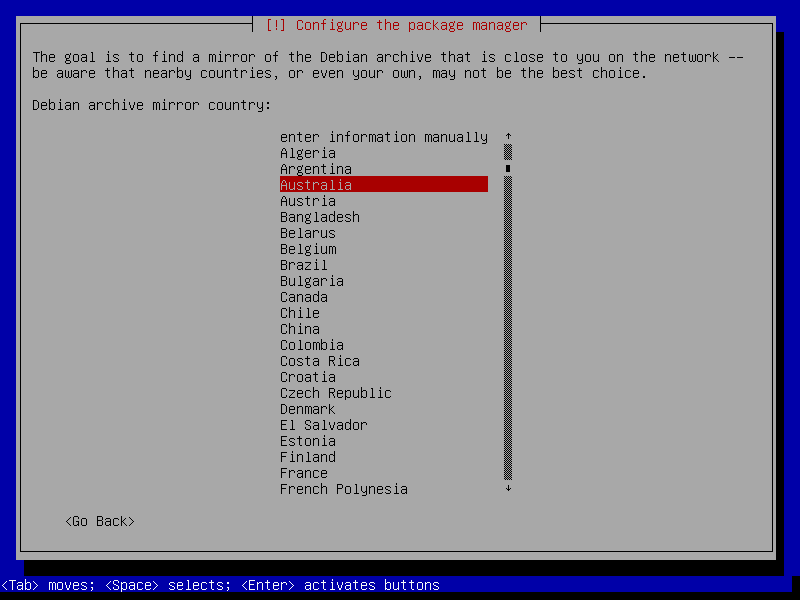 [!] Configure the package manager
The goal is to find a mirror of the Debian archive that is close to you on the network --
be aware that nearby countries, or even your own, may not be the best choice.
Debian archive mirror country:
enter information manually ↑
Algeria
Argentina
Australia
Austria
Bangladesh
Belarus
Belgium
Brazil
Bulgaria
Canada
Chile
China
Colombia
Costa Rica
Croatia
Czech Republic
Denmark
El Salvador
Estonia
Finland
France
French Polynesia ↓
<Go Back>
<Tab> moves; <Space> selects; <Enter> activates buttons